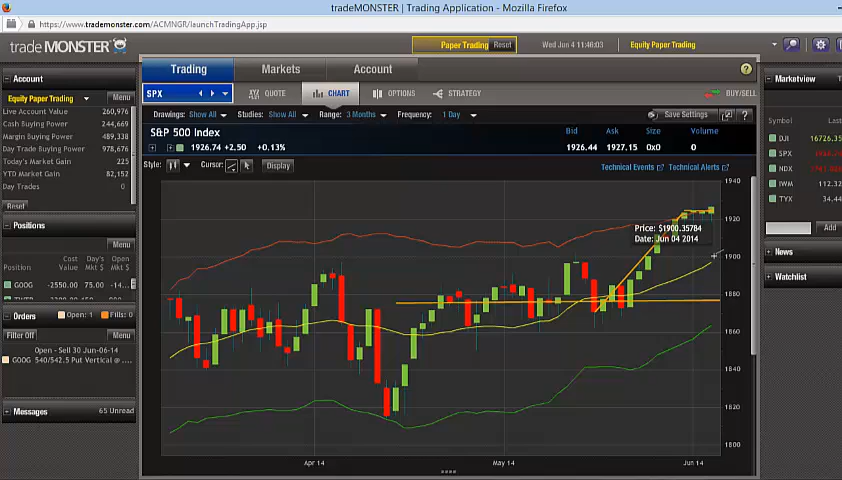 tradeMONSTER | Trading Application - Mozilla Firefox
https://www.trademonster.com/ACMNGR/launchTradingApp.jsp
trade MONSTER
Paper Trading Reset
Wed Jun 4 11:46:03
Equity Paper Trading
Account
Equity Paper Trading Menu
Live Account Value 260,976
Cash Buying Power 244,669
Margin Buying Power 489,338
Day Trade Buying Power 978,676
Today's Market Gain 225
YTD Market Gain 82,152
Day Trades 0
Reset
Positions
Menu
Position Cost Value Day's Mkt $ Open Mkt $
GOOG -2550.00 75.00 -14...
Orders Open: 1 Fills: 0
Filter Off Menu
Open - Sell 30 Jun-06-14
GOOG 540/542.5 Put Vertical @ ...
Messages 65 Unread
Trading Markets Account
SPX QUOTE CHART OPTIONS STRATEGY BUY/SELL
Drawings: Show All Studies: Show All Range: 3 Months Frequency: 1 Day Save Settings
S&P 500 Index
Bid Ask Size Volume
1926.74 +2.50 +0.13%
1926.44 1927.15 0x0 0
Style: Cursor: Display
Technical Events Technical Alerts
Price: $1900.35784
Date: Jun 04 2014
1940
1920
1900
1880
1860
1840
1820
1800
Apr 14 May 14 Jun 14
Marketview
Symbol
DJI 16726.35
SPX
NDX
IWM 112.32
TYX 34.44
Add
News
Watchlist